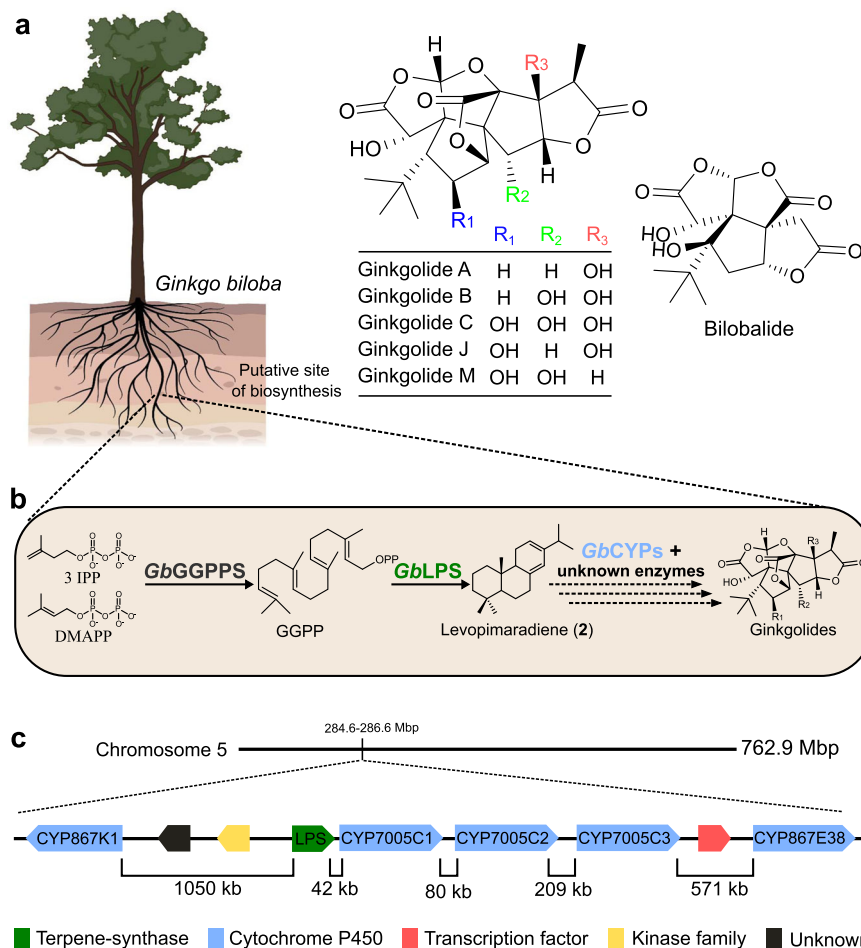 a
H
O
O
R3
O
O
O
O
O
HO
O
H
R2
R1
R1 R2 R3
Ginkgolide A H H OH
Ginkgolide B H OH OH
Ginkgolide C OH OH OH
Ginkgolide J OH H OH
Ginkgolide M OH OH H
O
O
O
O
O
HO
HO
O
O
Bilobalide
Ginkgo biloba
Putative site
of biosynthesis
b
3 IPP
DMAPP
GbGGPPS
OPP
GGPP
GbLPS
Levopimaradiene (2)
GbCYPs +
unknown enzymes
Ginkgolides
c
284.6-286.6 Mbp
Chromosome 5
762.9 Mbp
CYP867K1
LPS
CYP7005C1
CYP7005C2
CYP7005C3
CYP867E38
1050 kb
42 kb
80 kb
209 kb
571 kb
Terpene-synthase
Cytochrome P450
Transcription factor
Kinase family
Unknow